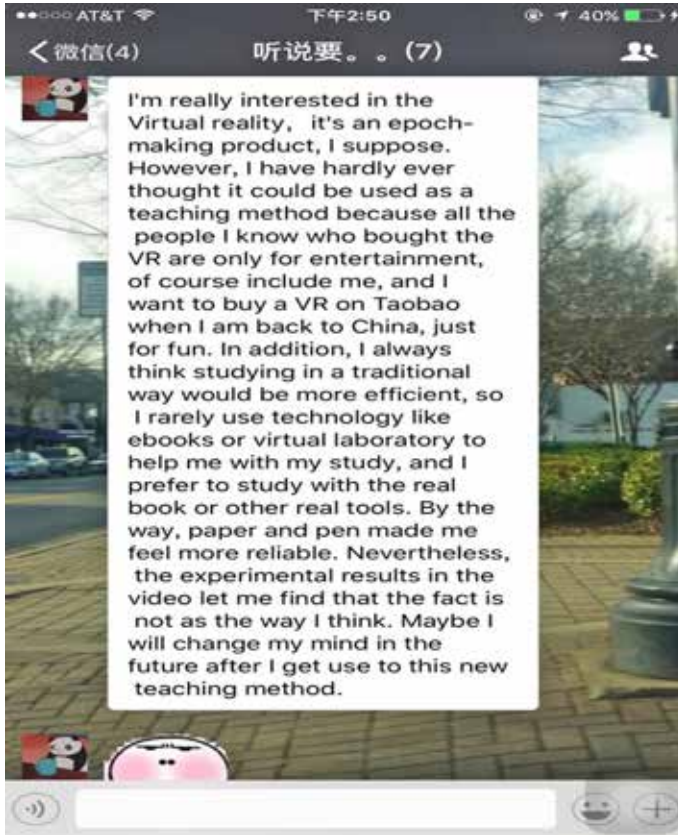 AT&T 下午2:50 40%
微信(4) 听说要。。(7)
I'm really interested in the
Virtual reality， it's an epoch-
making product, I suppose.
However, I have hardly ever
thought it could be used as a
teaching method because all the
people I know who bought the
VR are only for entertainment,
of course include me, and I
want to buy a VR on Taobao
when I am back to China, just
for fun. In addition, I always
think studying in a traditional
way would be more efficient, so
I rarely use technology like
ebooks or virtual laboratory to
help me with my study, and I
prefer to study with the real
book or other real tools. By the
way, paper and pen made me
feel more reliable. Nevertheless,
the experimental results in the
video let me find that the fact is
not as the way I think. Maybe I
will change my mind in the
future after I get use to this new
teaching method.